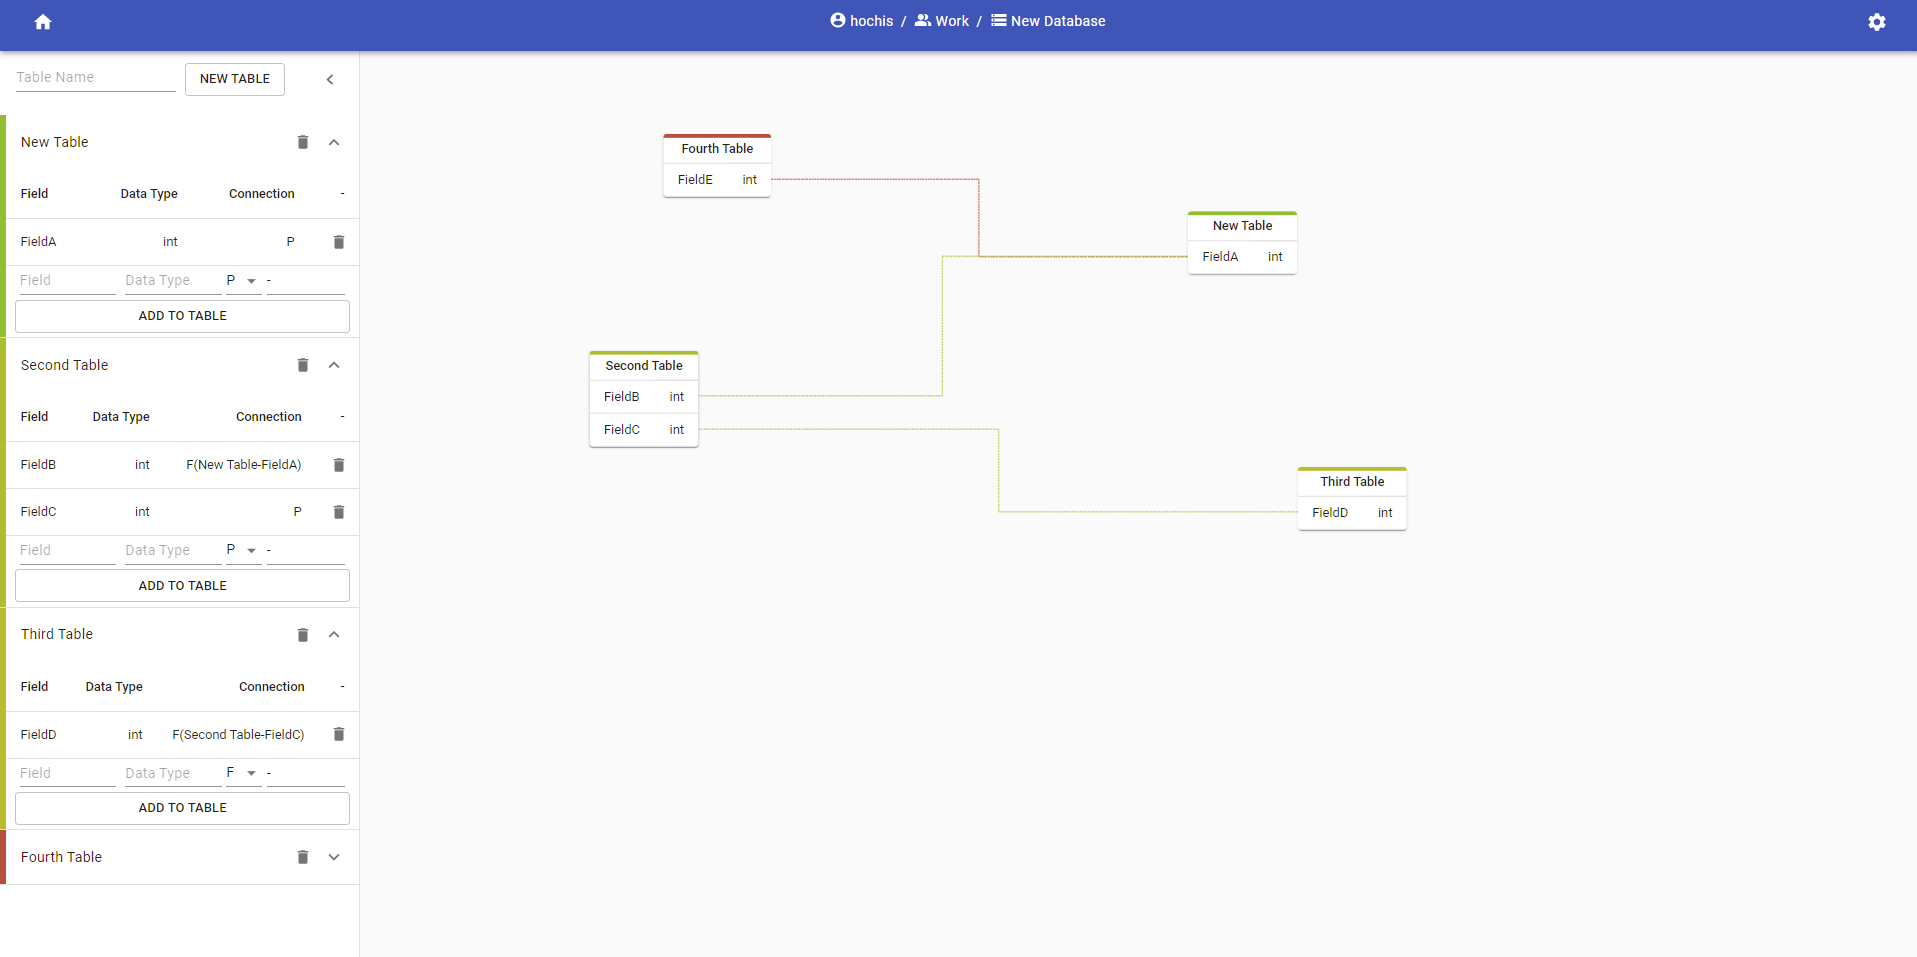 hochis / Work / New Database
Table Name NEW TABLE
New Table
Field Data Type Connection -
FieldA int P
Field Data Type P -
ADD TO TABLE
Second Table
Field Data Type Connection -
FieldB int F(New Table-FieldA)
FieldC int P
Field Data Type P -
ADD TO TABLE
Third Table
Field Data Type Connection -
FieldD int F(Second Table-FieldC)
Field Data Type F -
ADD TO TABLE
Fourth Table
Fourth Table
FieldE int
New Table
FieldA int
Second Table
FieldB int
FieldC int
Third Table
FieldD int